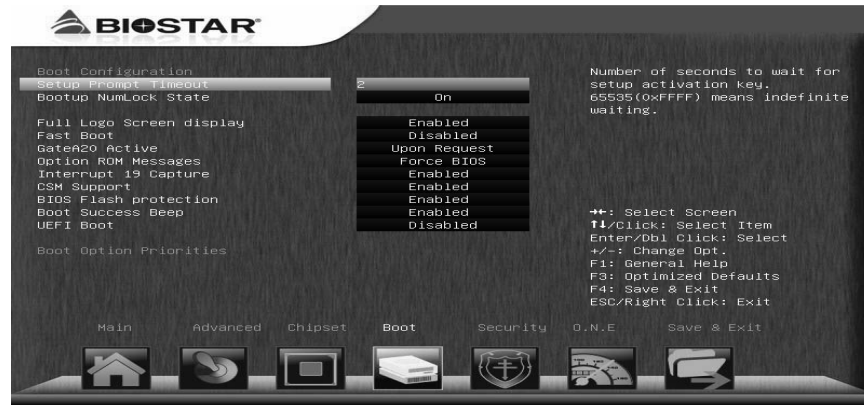 BIOSTAR
Boot Configuration
Setup Prompt Timeout 2
Bootup NumLock State On
Full Logo Screen display Enabled
Fast Boot Disabled
GateA20 Active Upon Request
Option ROM Messages Force BIOS
Interrupt 19 Capture Enabled
CSM Support Enabled
BIOS Flash protection Enabled
Boot Success Beep Enabled
UEFI Boot Disabled
Boot Option Priorities
Number of seconds to wait for
setup activation key.
65535(0xFFFF) means indefinite
waiting.
→←: Select Screen
↑↓/Click: Select Item
Enter/Dbl Click: Select
+/-: Change Opt.
F1: General Help
F3: Optimized Defaults
F4: Save & Exit
ESC/Right Click: Exit
Main Advanced Chipset Boot Security O.N.E Save & Exit